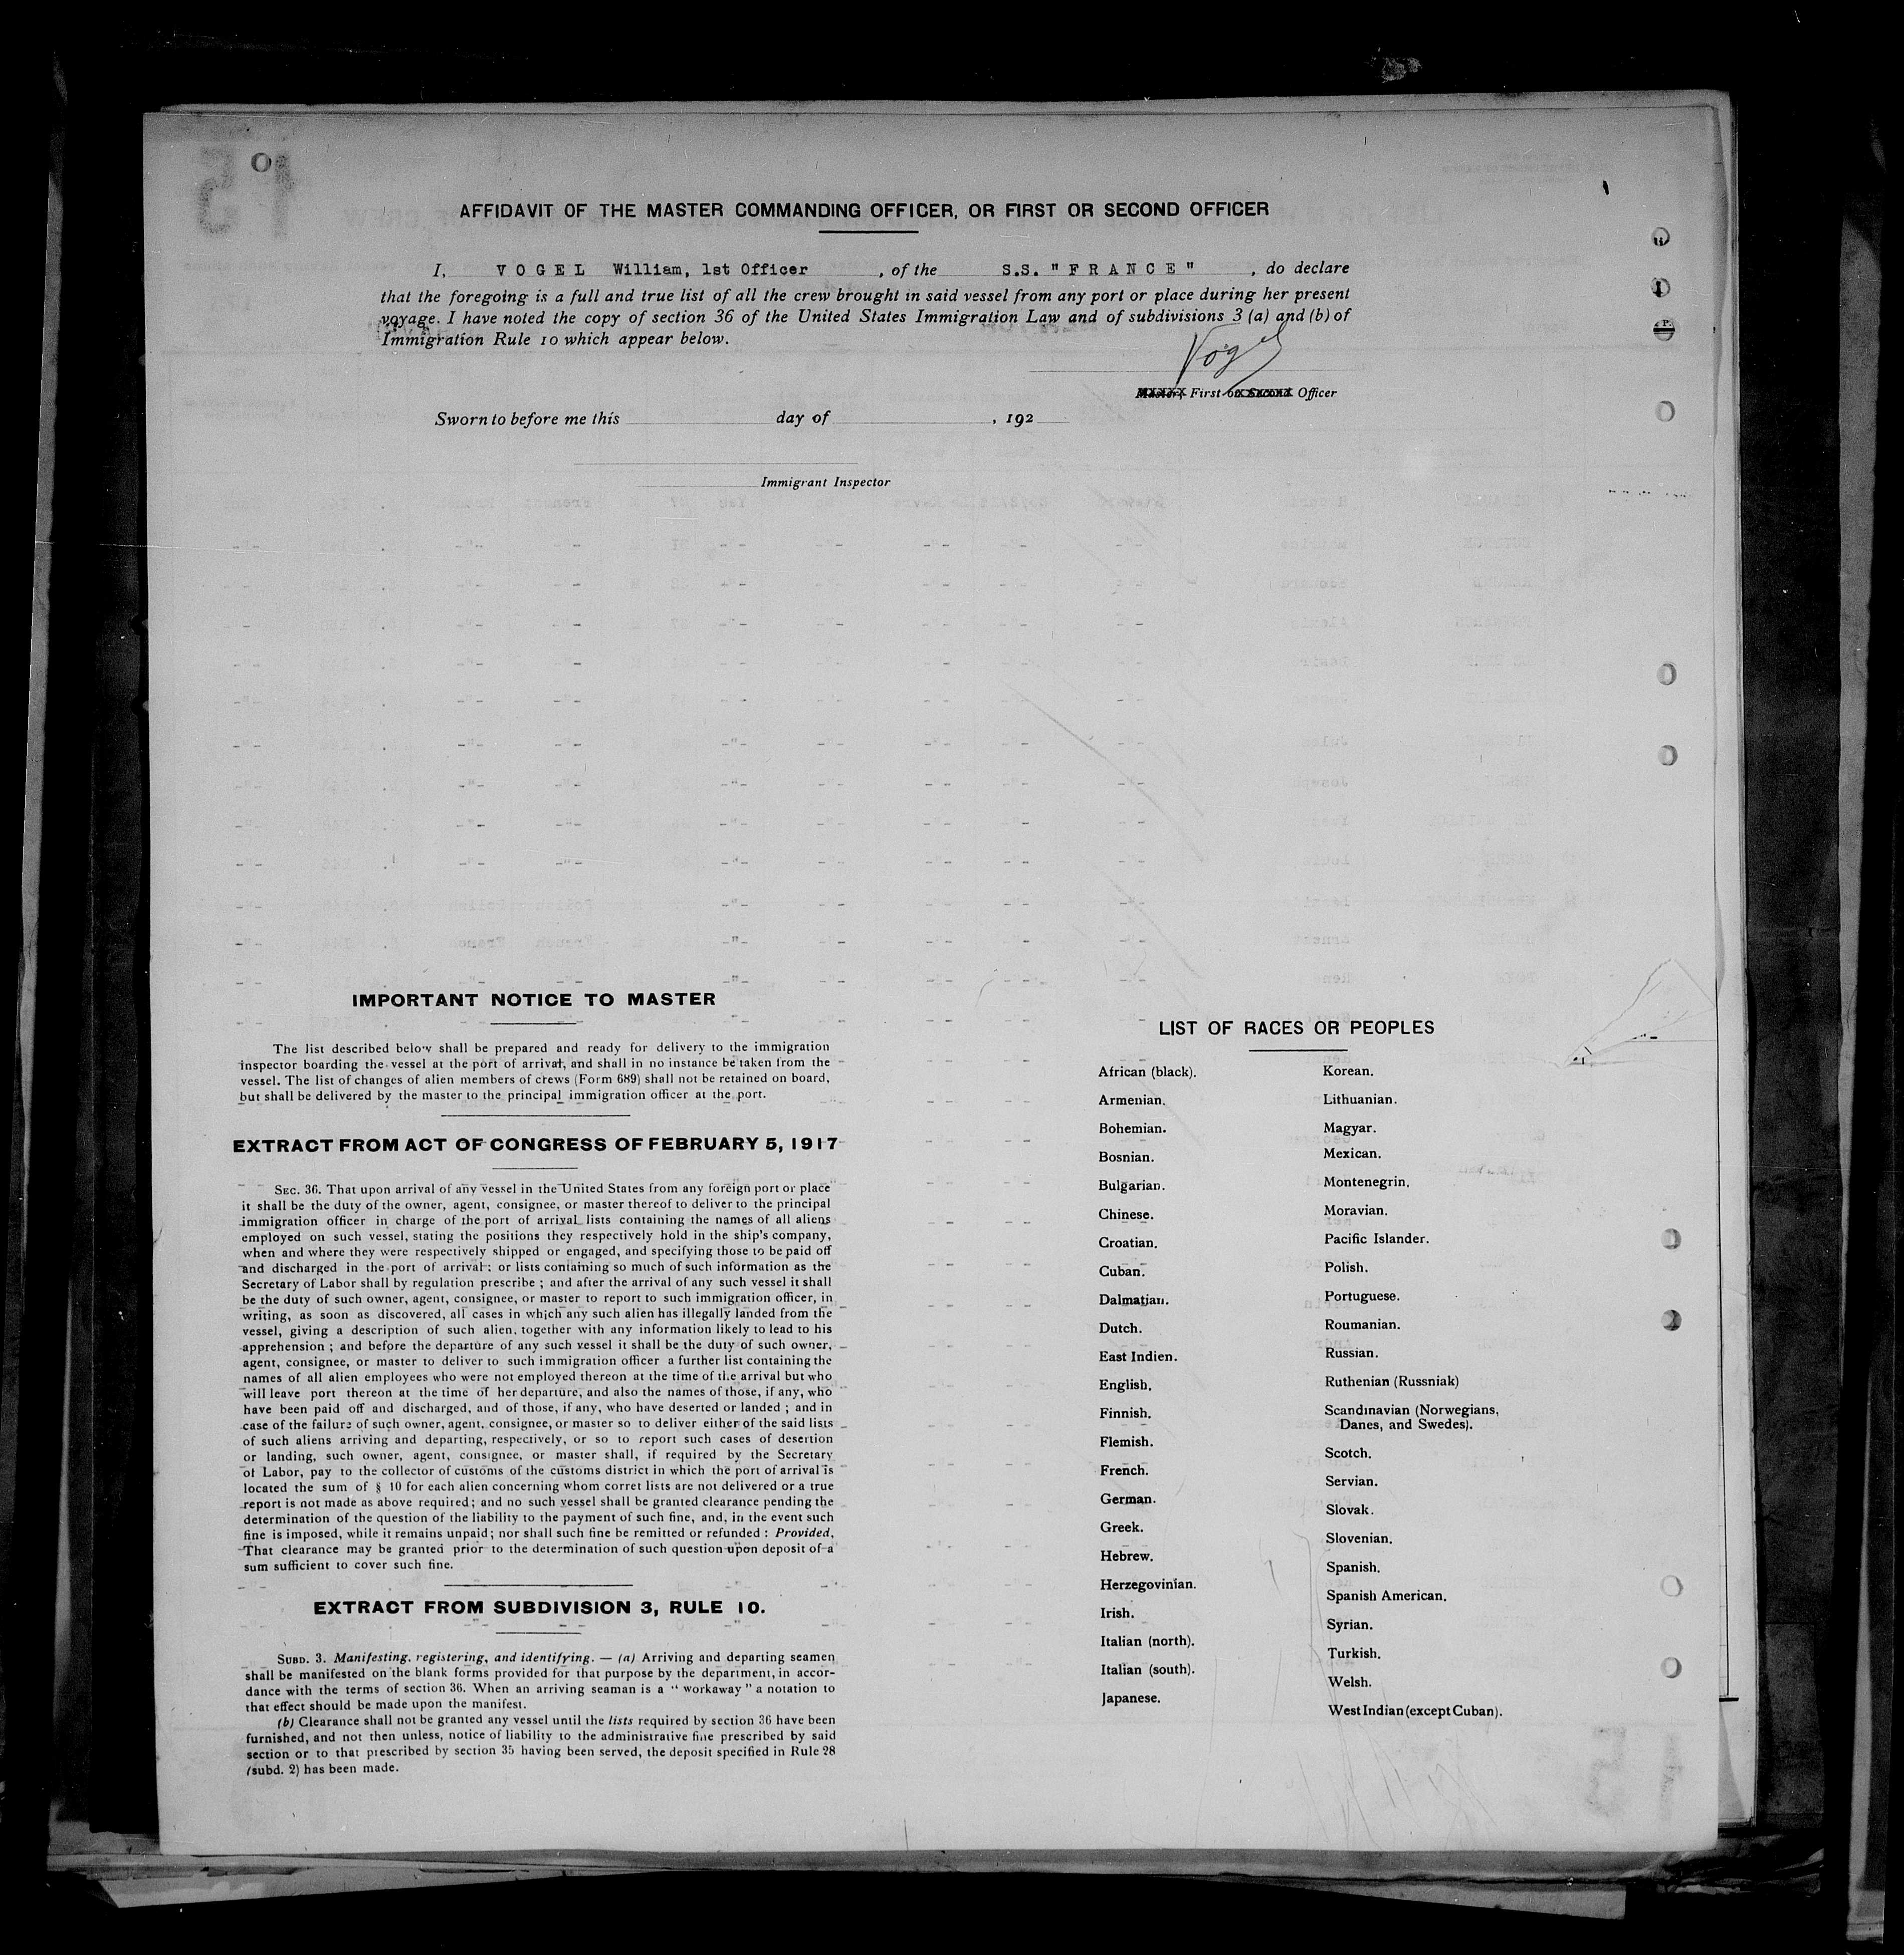 AFFIDAVIT OF THE MASTER COMMANDING OFFICER, OR FIRST OR SECOND OFFICER
I, VOGEL William, 1st Officer , of the S.S. "FRANCE" , do declare
that the foregoing is a full and true list of all the crew brought in said vessel from any port or place during her present
voyage. I have noted the copy of section 36 of the United States Immigration Law and of subdivisions 3 (a) and (b) of
Immigration Rule 10 which appear below.
Vogel
Master, First or Second Officer
Sworn to before me this day of , 192
Immigrant Inspector
IMPORTANT NOTICE TO MASTER
The list described below shall be prepared and ready for delivery to the immigration
inspector boarding the vessel at the port of arrivat, and shall in no instance be taken from the
vessel. The list of changes of alien members of crews (Form 689) shall not be retained on board,
but shall be delivered by the master to the principal immigration officer at the port.
EXTRACT FROM ACT OF CONGRESS OF FEBRUARY 5, 1917
SEC. 36. That upon arrival of any vessel in the United States from any foreign port or place
it shall be the duty of the owner, agent, consignee, or master thereof to deliver to the principal
immigration officer in charge of the port of arrival lists containing the names of all aliens
employed on such vessel, stating the positions they respectively hold in the ship's company,
when and where they were respectively shipped or engaged, and specifying those to be paid off
and discharged in the port of arrival; or lists containing so much of such information as the
Secretary of Labor shall by regulation prescribe ; and after the arrival of any such vessel it shall
be the duty of such owner, agent, consignee, or master to report to such immigration officer, in
writing, as soon as discovered, all cases in which any such alien has illegally landed from the
vessel, giving a description of such alien, together with any information likely to lead to his
apprehension ; and before the departure of any such vessel it shall be the duty of such owner,
agent, consignee, or master to deliver to such immigration officer a further list containing the
names of all alien employees who were not employed thereon at the time of the arrival but who
will leave port thereon at the time of her departure, and also the names of those, if any, who
have been paid off and discharged, and of those, if any, who have deserted or landed ; and in
case of the failure of such owner, agent, consignee, or master so to deliver either of the said lists
of such aliens arriving and departing, respectively, or so to report such cases of desertion
or landing, such owner, agent, consignee, or master shall, if required by the Secretary
of Labor, pay to the collector of customs of the customs district in which the port of arrival is
located the sum of § 10 for each alien concerning whom corret lists are not delivered or a true
report is not made as above required; and no such vessel shall be granted clearance pending the
determination of the question of the liability to the payment of such fine, and, in the event such
fine is imposed, while it remains unpaid; nor shall such fine be remitted or refunded : Provided,
That clearance may be granted prior to the determination of such question upon deposit of a
sum sufficient to cover such fine.
EXTRACT FROM SUBDIVISION 3, RULE 10.
SUBD. 3. Manifesting, registering, and identifying. — (a) Arriving and departing seamen
shall be manifested on the blank forms provided for that purpose by the department, in accor-
dance with the terms of section 36. When an arriving seaman is a "workaway" a notation to
that effect should be made upon the manifest.
(b) Clearance shall not be granted any vessel until the lists required by section 36 have been
furnished, and not then unless, notice of liability to the administrative fine prescribed by said
section or to that prescribed by section 35 having been served, the deposit specified in Rule 28
(subd. 2) has been made.
LIST OF RACES OR PEOPLES
African (black).
Armenian.
Bohemian.
Bosnian.
Bulgarian.
Chinese.
Croatian.
Cuban.
Dalmatian.
Dutch.
East Indien.
English.
Finnish.
Flemish.
French.
German.
Greek.
Hebrew.
Herzegovinian.
Irish.
Italian (north).
Italian (south).
Japanese.
Korean.
Lithuanian.
Magyar.
Mexican.
Montenegrin.
Moravian.
Pacific Islander.
Polish.
Portuguese.
Roumanian.
Russian.
Ruthenian (Russniak)
Scandinavian (Norwegians,
Danes, and Swedes).
Scotch.
Servian.
Slovak.
Slovenian.
Spanish.
Spanish American.
Syrian.
Turkish.
Welsh.
West Indian (except Cuban).